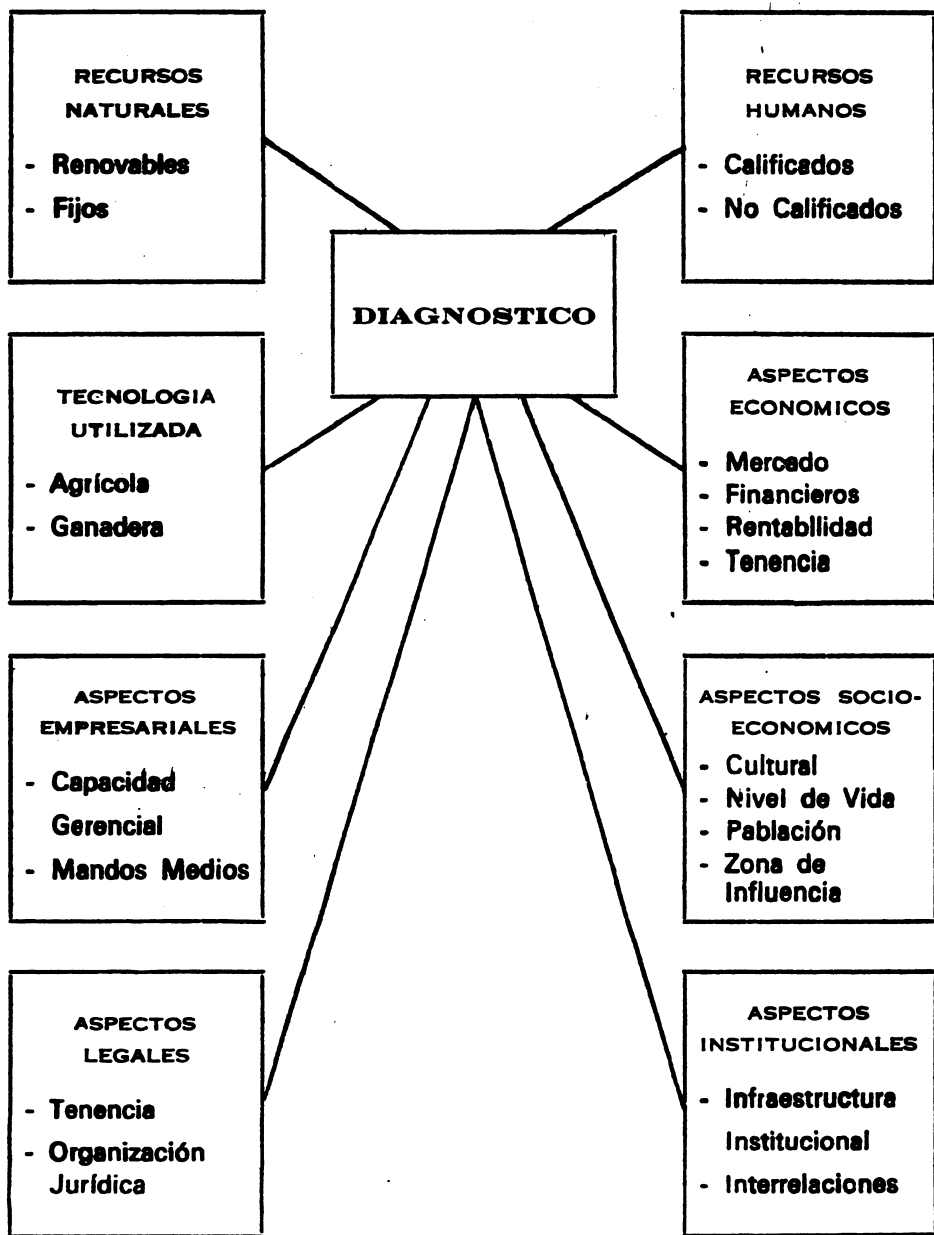 RECURSOS
NATURALES
- Renovables
- Fijos
RECURSOS
HUMANOS
- Calificados
- No Calificados
DIAGNOSTICO
TECNOLOGIA
UTILIZADA
- Agrícola
- Ganadera
ASPECTOS
ECONOMICOS
- Mercado
- Financieros
- Rentabilidad
- Tenencia
ASPECTOS
EMPRESARIALES
- Capacidad
Gerencial
- Mandos Medios
ASPECTOS SOCIO-
ECONOMICOS
- Cultural
- Nivel de Vida
- Pablación
- Zona de
Influencia
ASPECTOS
LEGALES
- Tenencia
- Organización
Jurídica
ASPECTOS
INSTITUCIONALES
- Infraestructura
Institucional
- Interrelaciones